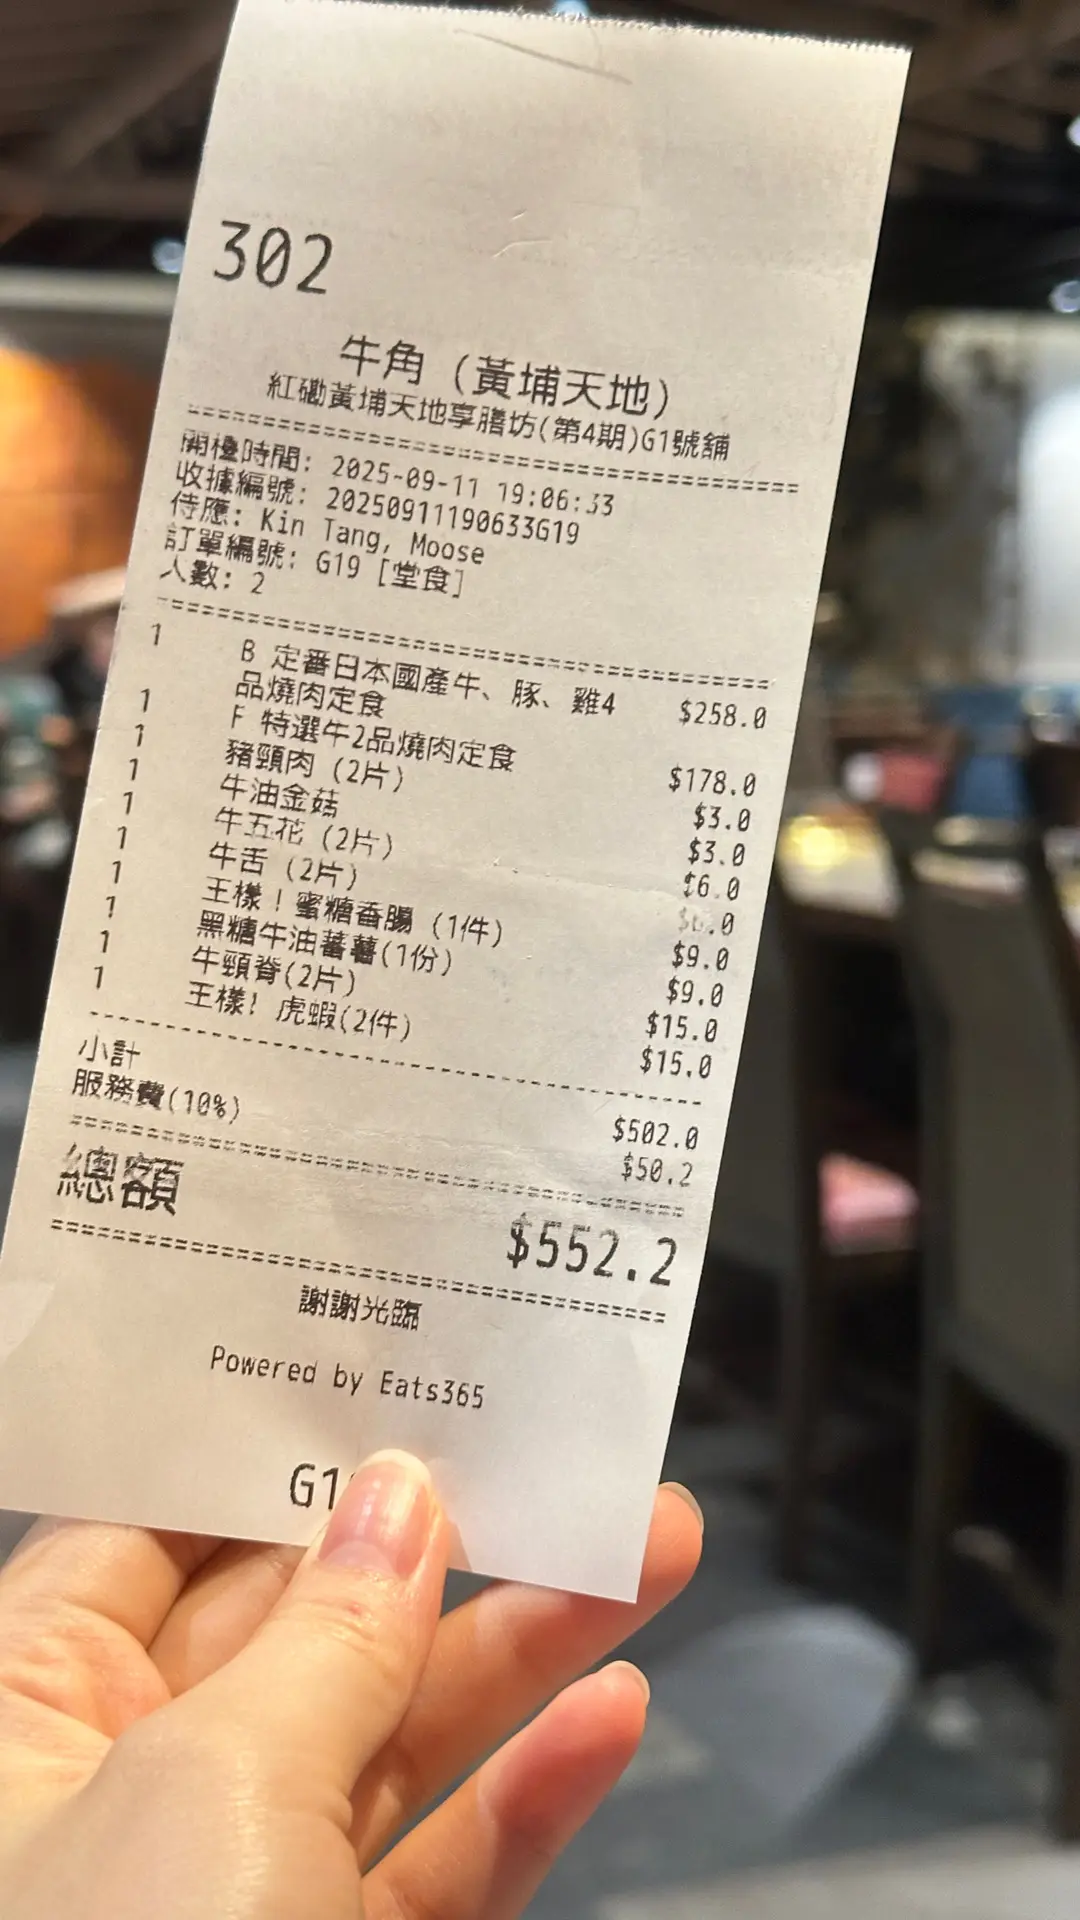 302
牛角 (黃埔天地)
紅磡黃埔天地享膳坊(第4期)G1號舖
開檯時間: 2025-09-11 19:06:33
收據編號: 20250911190633G19
侍應: Kin Tang, Moose
訂單編號: G19 [堂食]
人數: 2
1 B 定番日本國產牛、豚、雞4品燒肉定食 $258.0
1 F 特選牛2品燒肉定食 $178.0
1 豬頸肉 (2片) $3.0
1 牛油金菇 $3.0
1 牛五花 (2片) $6.0
1 牛舌 (2片)
1 王樣！蜜糖香腸 (1件) $9.0
1 黑糖牛油蕃薯(1份) $9.0
1 牛頸脊(2片) $15.0
1 王樣! 虎蝦(2件) $15.0
小計 $502.0
服務費(10%) $50.2
總額 $552.2
謝謝光臨
Powered by Eats365